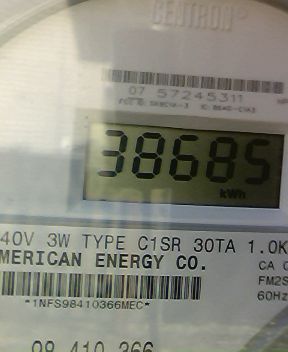 CENTRON®
07 57245311
38685
kWh
40V 3W TYPE C1SR 30TA 1.0K
MERICAN ENERGY CO.
CA 0
FM2S
60Hz
*1NFS98410366MEC*
98 410 366